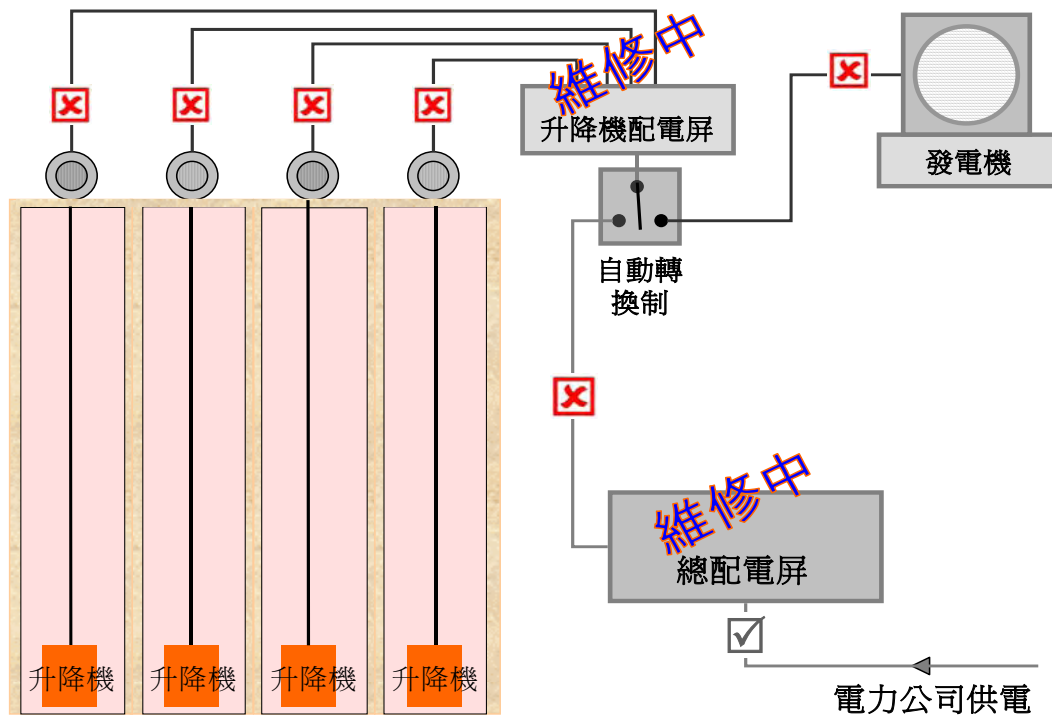 維修中
升降機配電屏
發電機
自動轉
換制
維修中
總配電屏
升降機
升降機
升降機
升降機
電力公司供電